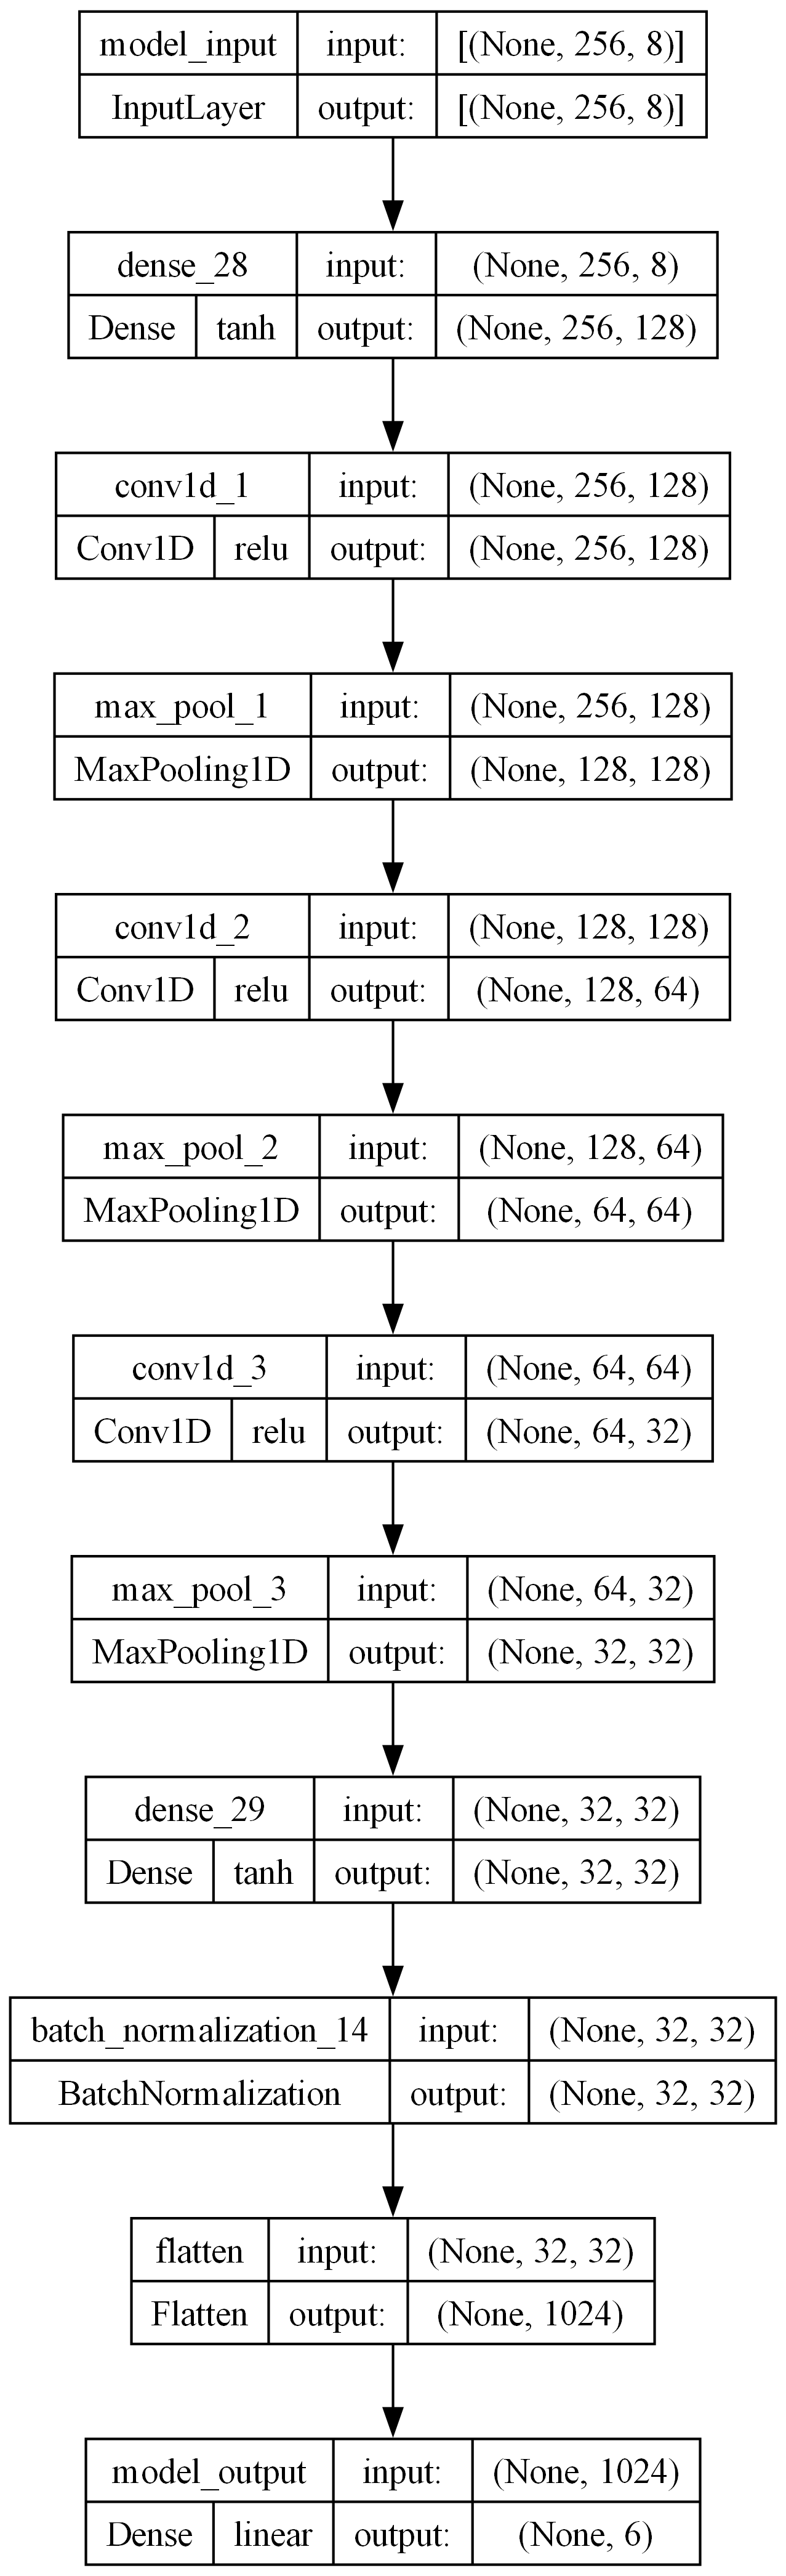 model_input input: [(None, 256, 8)]
InputLayer output: [(None, 256, 8)]
dense_28 input: (None, 256, 8)
Dense tanh output: (None, 256, 128)
conv1d_1 input: (None, 256, 128)
Conv1D relu output: (None, 256, 128)
max_pool_1 input: (None, 256, 128)
MaxPooling1D output: (None, 128, 128)
conv1d_2 input: (None, 128, 128)
Conv1D relu output: (None, 128, 64)
max_pool_2 input: (None, 128, 64)
MaxPooling1D output: (None, 64, 64)
conv1d_3 input: (None, 64, 64)
Conv1D relu output: (None, 64, 32)
max_pool_3 input: (None, 64, 32)
MaxPooling1D output: (None, 32, 32)
dense_29 input: (None, 32, 32)
Dense tanh output: (None, 32, 32)
batch_normalization_14 input: (None, 32, 32)
BatchNormalization output: (None, 32, 32)
flatten input: (None, 32, 32)
Flatten output: (None, 1024)
model_output input: (None, 1024)
Dense linear output: (None, 6)